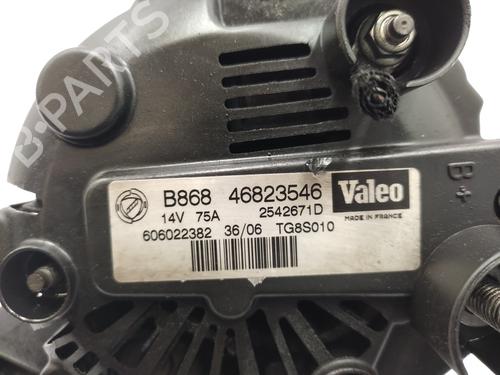 B-PARTS
B868 46823546
14V 75A 2542671D
606022382 36/06 TG8S010
Valeo
MADE IN FRANCE
B+